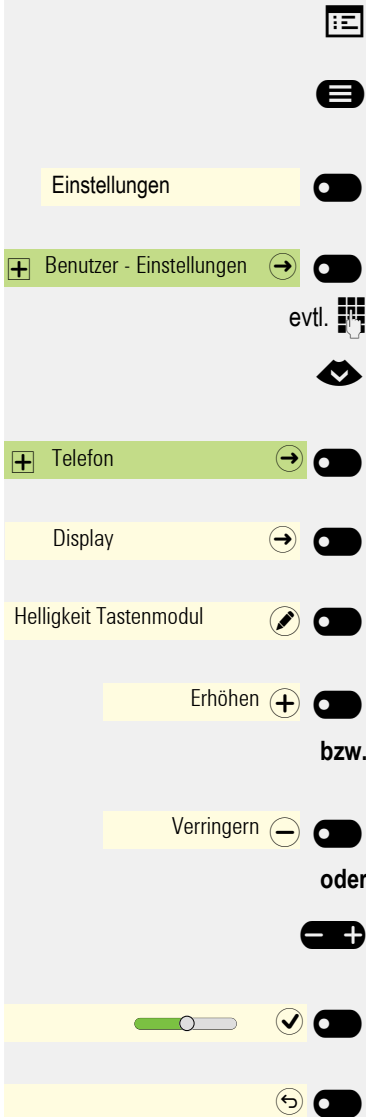 Einstellungen
Benutzer - Einstellungen
evtl.
Telefon
Display
Helligkeit Tastenmodul
Erhöhen
bzw.
Verringern
oder